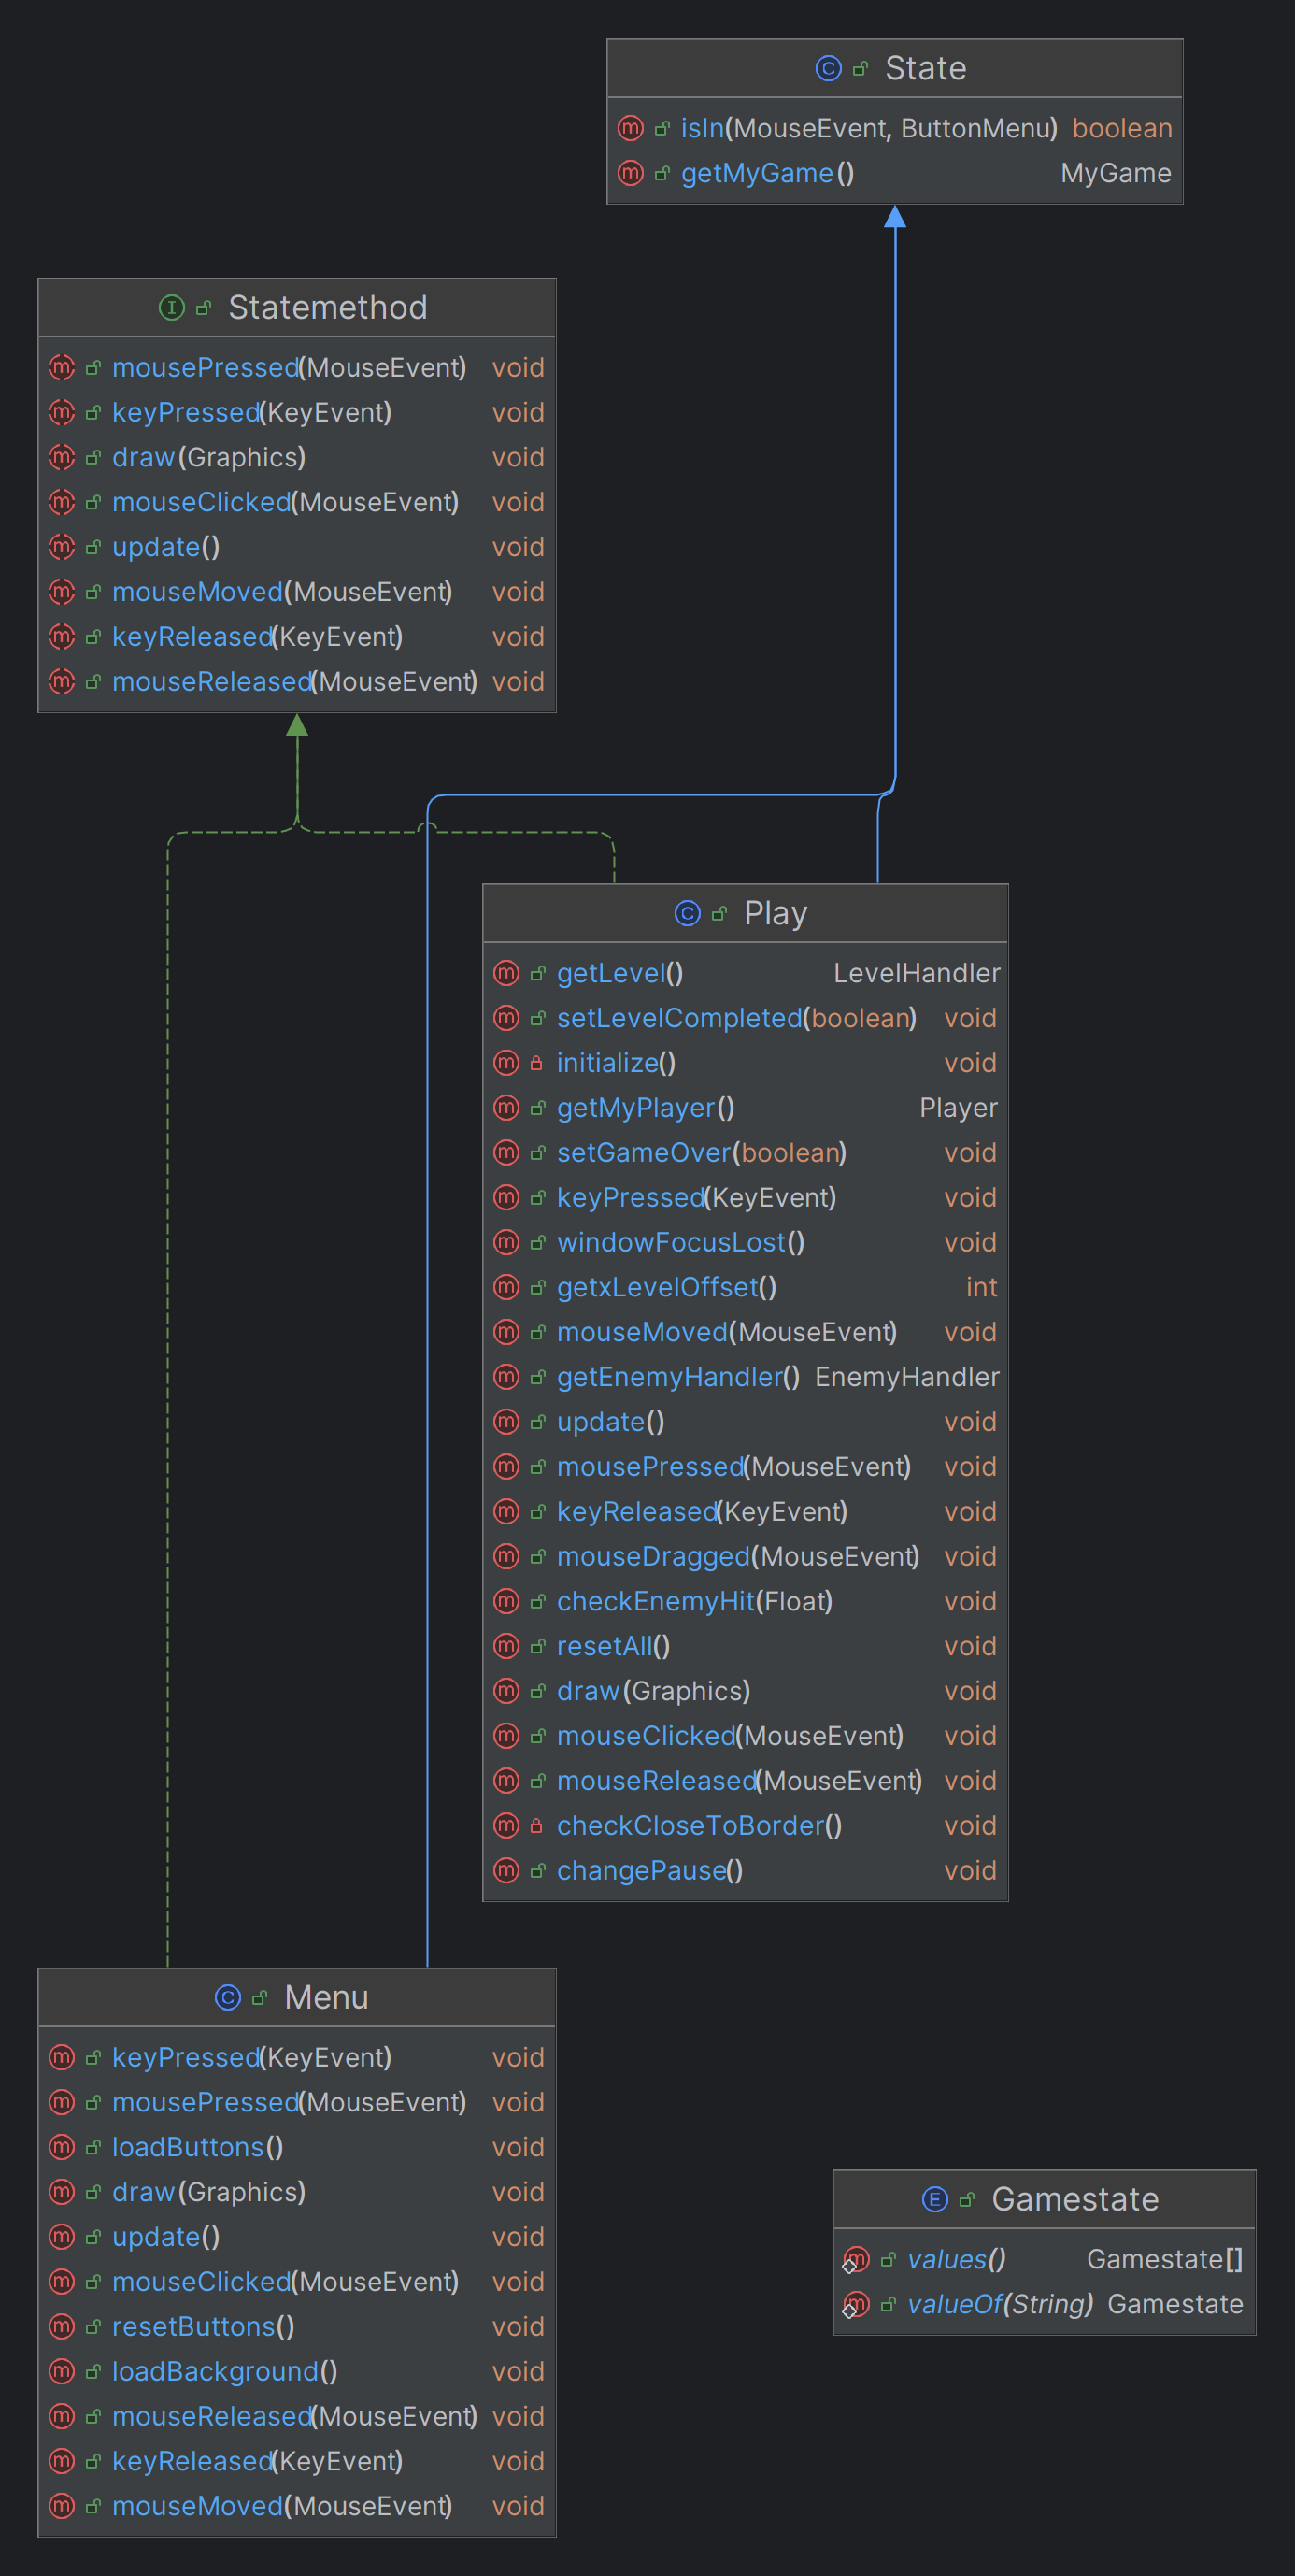 State
isIn(MouseEvent, ButtonMenu) boolean
getMyGame() MyGame
Statemethod
mousePressed(MouseEvent) void
keyPressed(KeyEvent) void
draw(Graphics) void
mouseClicked(MouseEvent) void
update() void
mouseMoved(MouseEvent) void
keyReleased(KeyEvent) void
mouseReleased(MouseEvent) void
Play
getLevel() LevelHandler
setLevelCompleted(boolean) void
initialize() void
getMyPlayer() Player
setGameOver(boolean) void
keyPressed(KeyEvent) void
windowFocusLost() void
getxLevelOffset() int
mouseMoved(MouseEvent) void
getEnemyHandler() EnemyHandler
update() void
mousePressed(MouseEvent) void
keyReleased(KeyEvent) void
mouseDragged(MouseEvent) void
checkEnemyHit(Float) void
resetAll() void
draw(Graphics) void
mouseClicked(MouseEvent) void
mouseReleased(MouseEvent) void
checkCloseToBorder() void
changePause() void
Menu
keyPressed(KeyEvent) void
mousePressed(MouseEvent) void
loadButtons() void
draw(Graphics) void
update() void
mouseClicked(MouseEvent) void
resetButtons() void
loadBackground() void
mouseReleased(MouseEvent) void
keyReleased(KeyEvent) void
mouseMoved(MouseEvent) void
Gamestate
values() Gamestate[]
valueOf(String) Gamestate